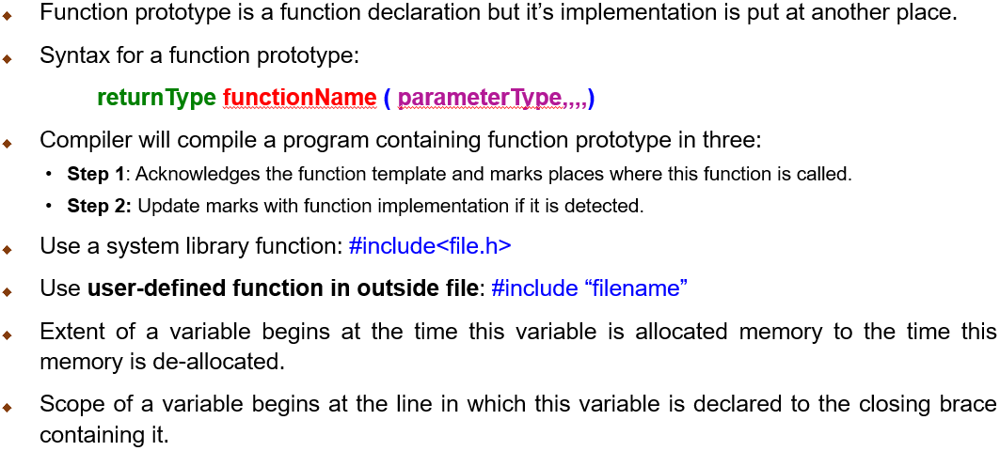 Function prototype is a function declaration but it’s implementation is put at another place.
Syntax for a function prototype:
returnType functionName ( parameterType,,,,)
Compiler will compile a program containing function prototype in three:
• Step 1: Acknowledges the function template and marks places where this function is called.
• Step 2: Update marks with function implementation if it is detected.
Use a system library function: #include<file.h>
Use user-defined function in outside file: #include “filename”
Extent of a variable begins at the time this variable is allocated memory to the time this
memory is de-allocated.
Scope of a variable begins at the line in which this variable is declared to the closing brace
containing it.